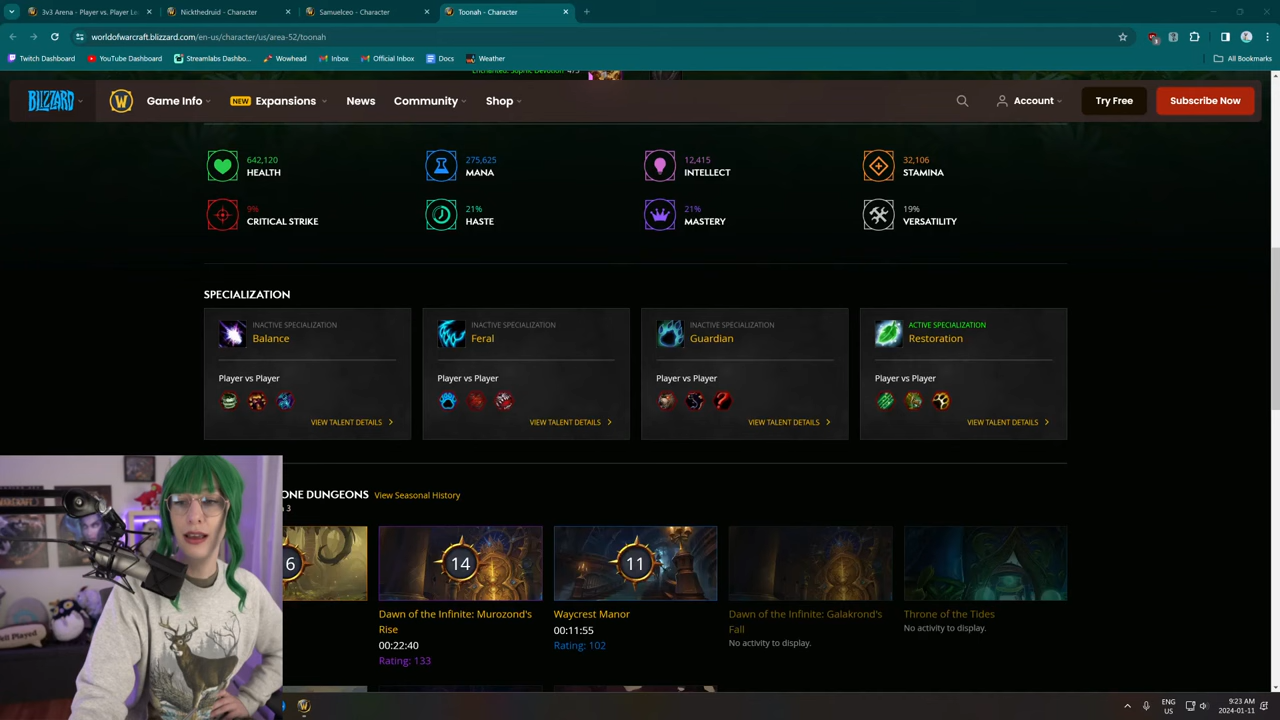 3v3 Arena - Player vs. Player Le
Nickthedruid - Character
Samuelceo - Character
Toonah - Character
worldofwarcraft.blizzard.com/en-us/character/us/area-52/toonah
Twitch Dashboard
YouTube Dashboard
Streamlabs Dashbo...
Wowhead
Inbox
Official Inbox
Docs
Weather
All Bookmarks
Enchanted: Sophic Devotion
BLIZZARD
W
Game Info
NEW Expansions
News
Community
Shop
Account
Try Free
Subscribe Now
642,120
HEALTH
275,625
MANA
12,415
INTELLECT
32,106
STAMINA
9%
CRITICAL STRIKE
21%
HASTE
21%
MASTERY
19%
VERSATILITY
SPECIALIZATION
INACTIVE SPECIALIZATION
Balance
Player vs Player
VIEW TALENT DETAILS
INACTIVE SPECIALIZATION
Feral
Player vs Player
VIEW TALENT DETAILS
INACTIVE SPECIALIZATION
Guardian
Player vs Player
VIEW TALENT DETAILS
ACTIVE SPECIALIZATION
Restoration
Player vs Player
VIEW TALENT DETAILS
ONE DUNGEONS View Seasonal History
3
6
14
Dawn of the Infinite: Murozond's
Rise
00:22:40
Rating: 133
11
Waycrest Manor
00:11:55
Rating: 102
Dawn of the Infinite: Galakrond's
Fall
No activity to display.
Throne of the Tides
No activity to display.
ENG
US
9:23 AM
2024-01-11